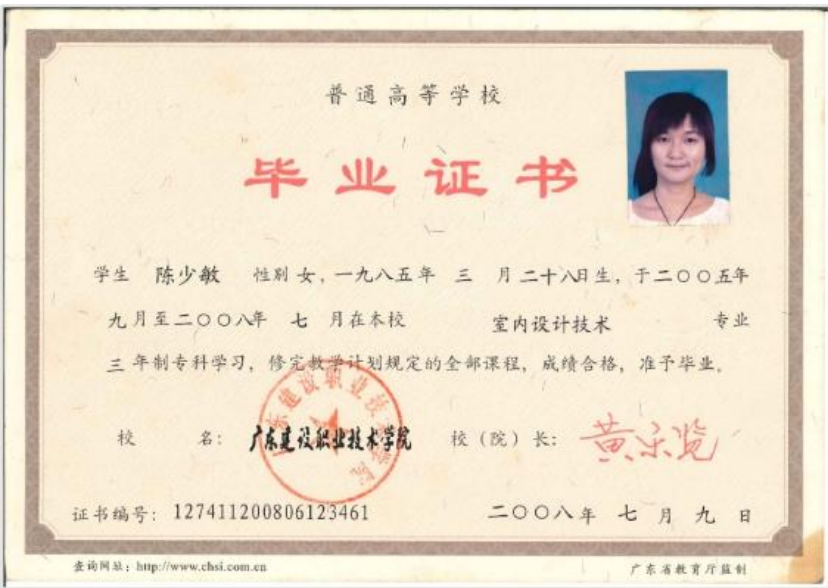 普通高等学校
毕业证书
学生 陈少敏 性别 女，一九八五年 三 月二十八日生，于二〇〇五年
九月至二〇〇八年 七 月在本校 室内设计技术 专业
三年制专科学习，修完教学计划规定的全部课程，成绩合格，准予毕业。
校 名：广东建设职业技术学院 校（院）长：
证书编号：127411200806123461 二〇〇八年 七 月 九 日
查询网址：http://www.chsi.com.cn 广东省教育厅监制